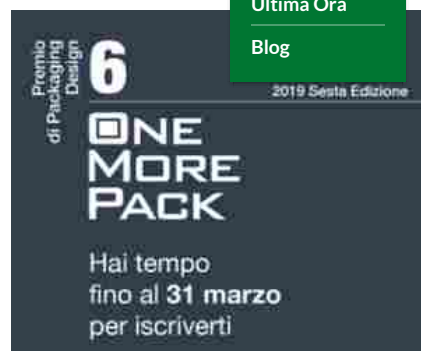 Ultima Ora
Blog
Premio
di Packaging
Design
6
2019 Sesta Edizione
ONE
MORE
PACK
Hai tempo
fino al 31 marzo
per iscriverti